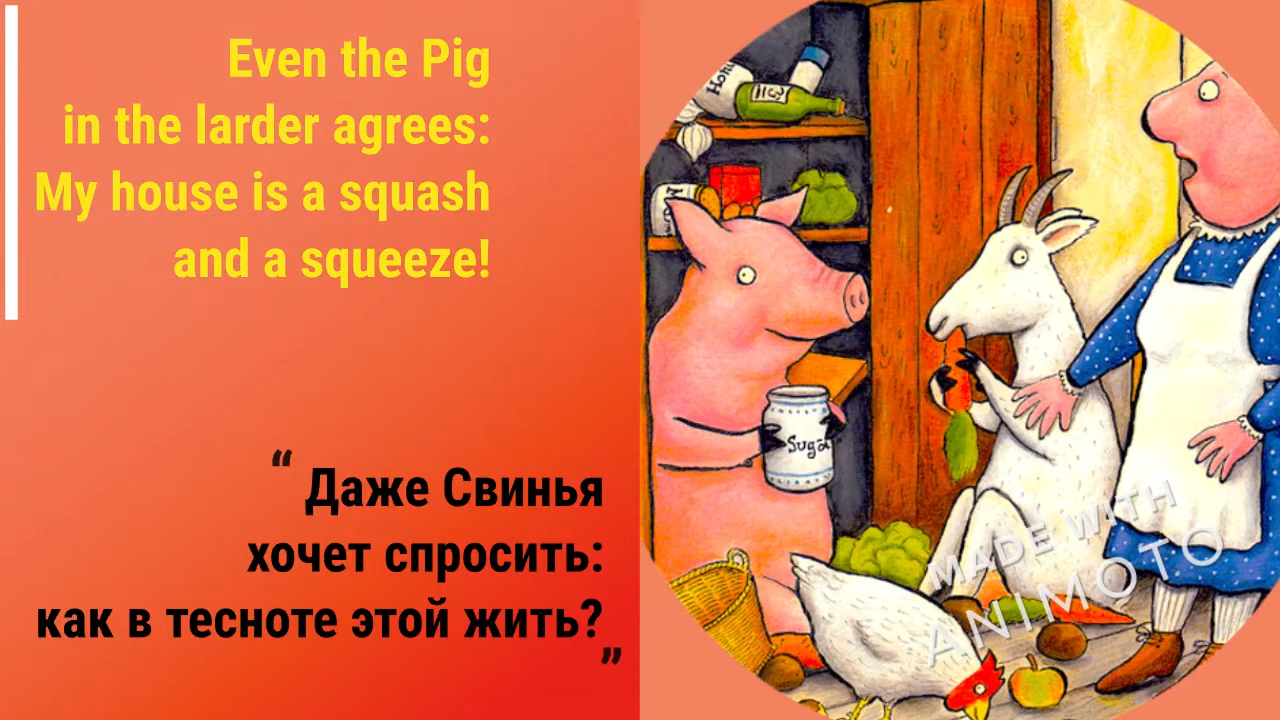 Even the Pig
in the larder agrees:
My house is a squash
and a squeeze!
“ Даже Свинья
хочет спросить:
как в тесноте этой жить?
”
Sugar
MADE WITH
ANIMOTO